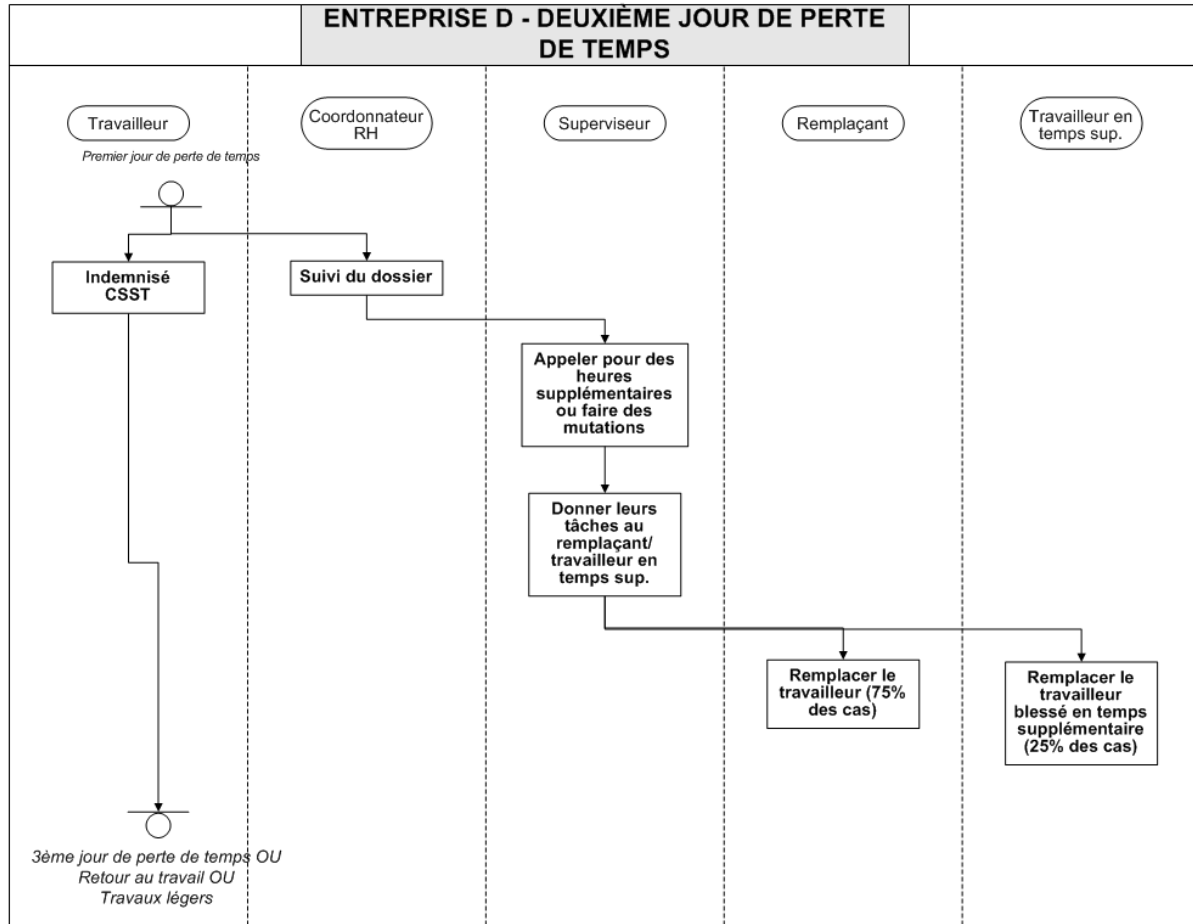 ENTREPRISE D - DEUXIÈME JOUR DE PERTE
DE TEMPS
Travailleur
Coordonnateur
RH
Superviseur
Remplaçant
Travailleur en
temps sup.
Premier jour de perte de temps
Indemnisé
CSST
Suivi du dossier
Appeler pour des
heures
supplémentaires
ou faire des
mutations
Donner leurs
tâches au
remplaçant/
travailleur en
temps sup.
Remplacer le
travailleur (75%
des cas)
Remplacer le
travailleur
blessé en temps
supplémentaire
(25% des cas)
3ème jour de perte de temps OU
Retour au travail OU
Travaux légers